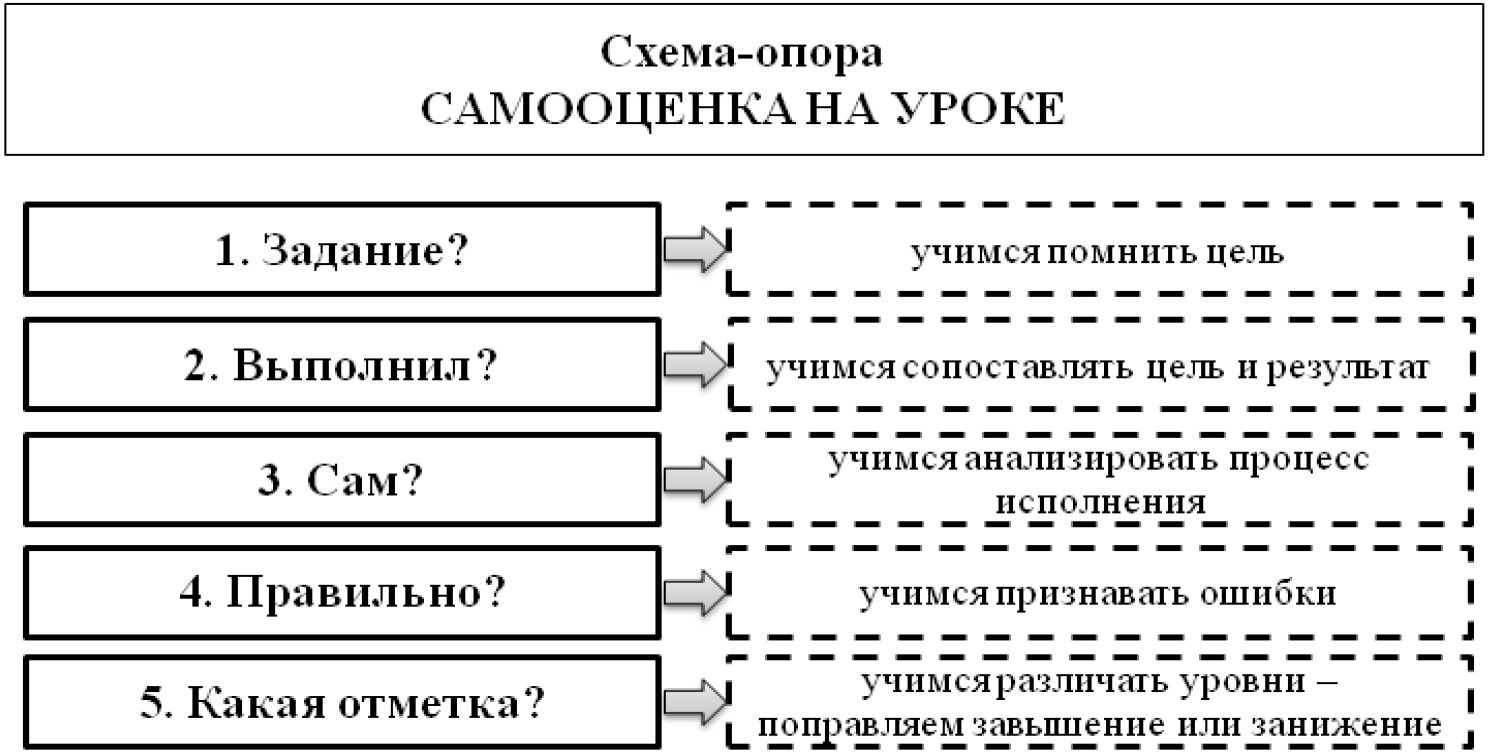 Схема-опора
САМООЦЕНКА НА УРОКЕ
1. Задание?
учимся помнить цель
2. Выполнил?
учимся сопоставлять цель и результат
3. Сам?
учимся анализировать процесс
исполнения
4. Правильно?
учимся признавать ошибки
5. Какая отметка?
учимся различать уровни –
поправляем завышение или занижение